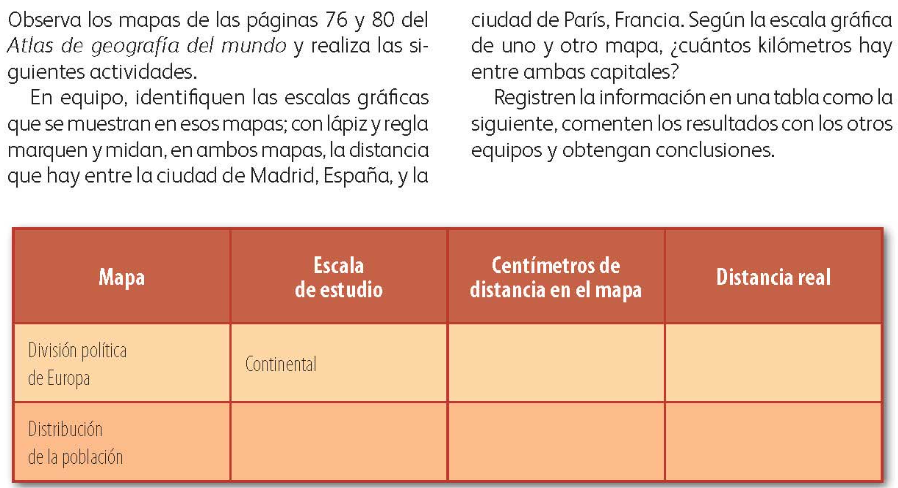 Observa los mapas de las páginas 76 y 80 del
Atlas de geografía del mundo y realiza las si-
guientes actividades.
En equipo, identifiquen las escalas gráficas
que se muestran en esos mapas; con lápiz y regla
marquen y midan, en ambos mapas, la distancia
que hay entre la ciudad de Madrid, España, y la
ciudad de París, Francia. Según la escala gráfica
de uno y otro mapa, ¿cuántos kilómetros hay
entre ambas capitales?
Registren la información en una tabla como la
siguiente, comenten los resultados con los otros
equipos y obtengan conclusiones.
Mapa
Escala
de estudio
Centímetros de
distancia en el mapa
Distancia real
División política
de Europa
Continental
Distribución
de la población